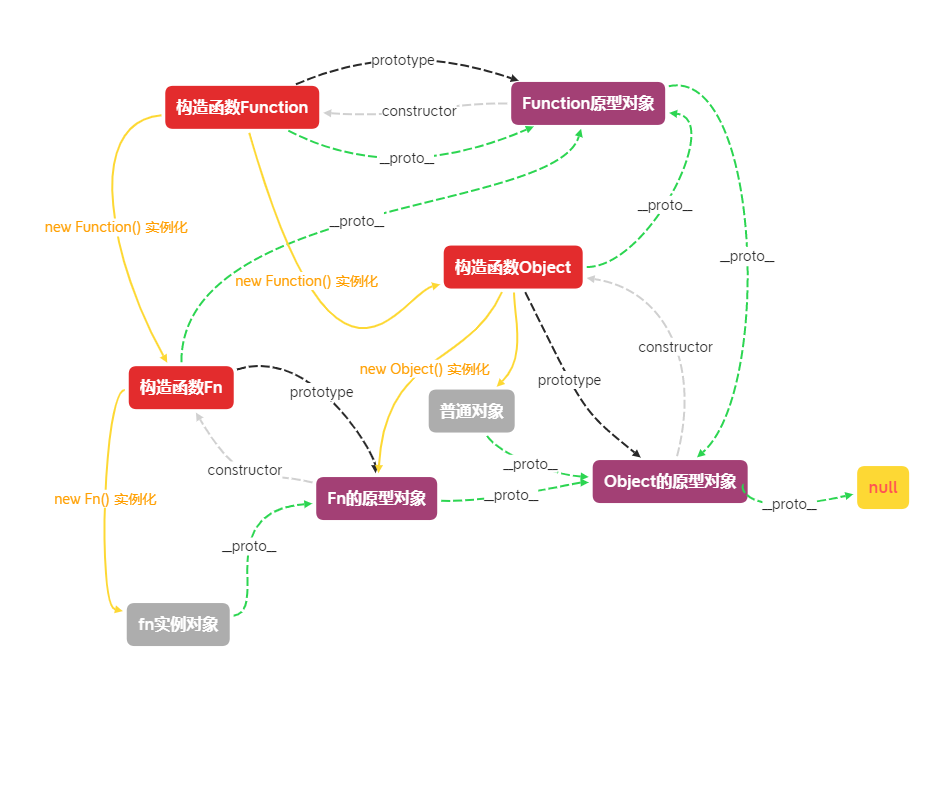 prototype
Function原型对象
构造函数Function
constructor
__proto__
__proto__
__proto__
new Function() 实例化
__proto__
构造函数Object
new Function() 实例化
constructor
new Object() 实例化
prototype
构造函数Fn
prototype
普通对象
__proto__
constructor
Object的原型对象
null
Fn的原型对象
__proto__
new Fn() 实例化
__proto__
__proto__
fn实例对象